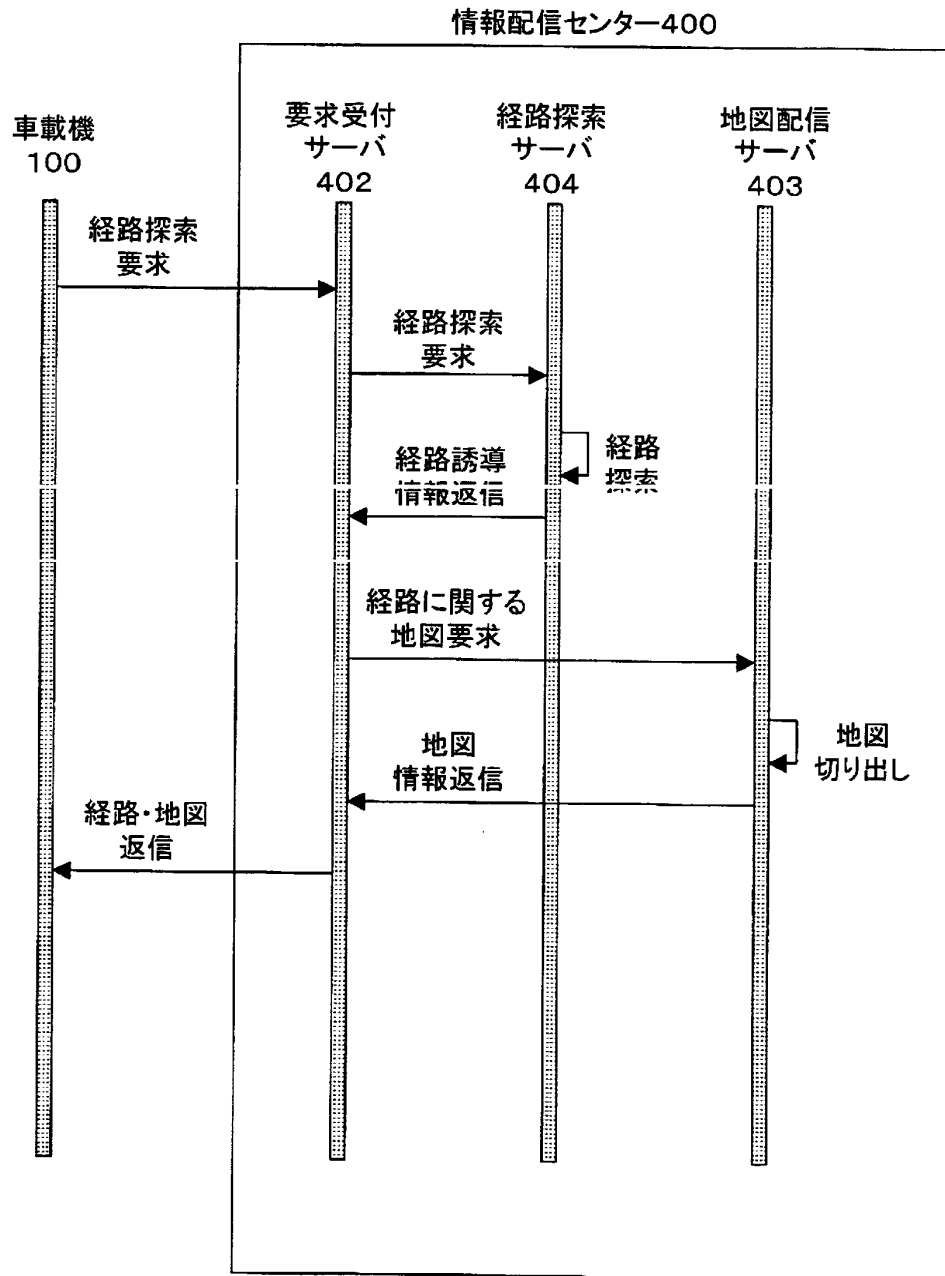 情報配信センター400
車載機
100
要求受付
サーバ
402
経路探索
サーバ
404
地図配信
サーバ
403
経路探索
要求
経路探索
要求
経路
探索
経路誘導
情報返信
経路に関する
地図要求
地図
切り出し
地図
情報返信
経路・地図
返信